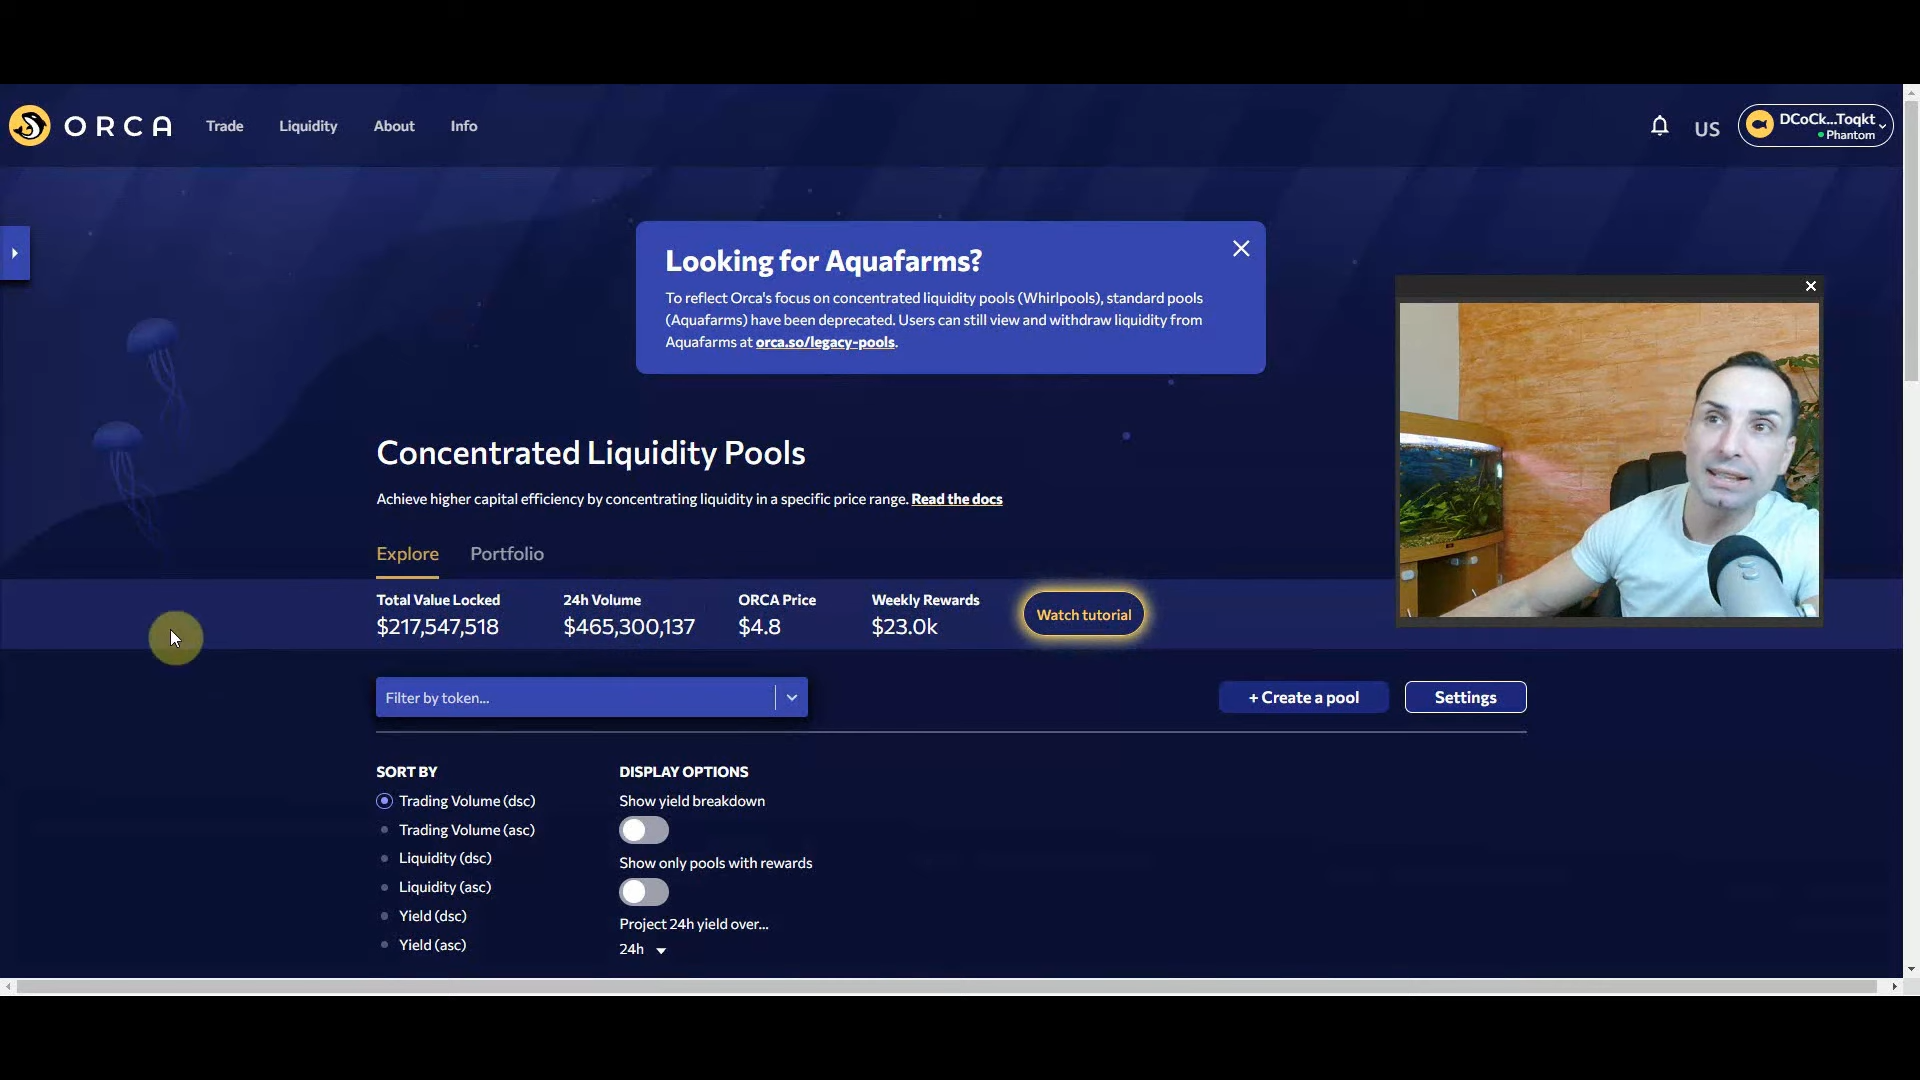 ORCA
Trade
Liquidity
About
Info
US
DCoCk...Toqkt
Phantom
Looking for Aquafarms?
To reflect Orca's focus on concentrated liquidity pools (Whirlpools), standard pools
(Aquafarms) have been deprecated. Users can still view and withdraw liquidity from
Aquafarms at orca.so/legacy-pools.
Concentrated Liquidity Pools
Achieve higher capital efficiency by concentrating liquidity in a specific price range. Read the docs
Explore
Portfolio
Total Value Locked
$217,547,518
24h Volume
$465,300,137
ORCA Price
$4.8
Weekly Rewards
$23.0k
Watch tutorial
Filter by token...
+ Create a pool
Settings
SORT BY
Trading Volume (dsc)
Trading Volume (asc)
Liquidity (dsc)
Liquidity (asc)
Yield (dsc)
Yield (asc)
DISPLAY OPTIONS
Show yield breakdown
Show only pools with rewards
Project 24h yield over...
24h